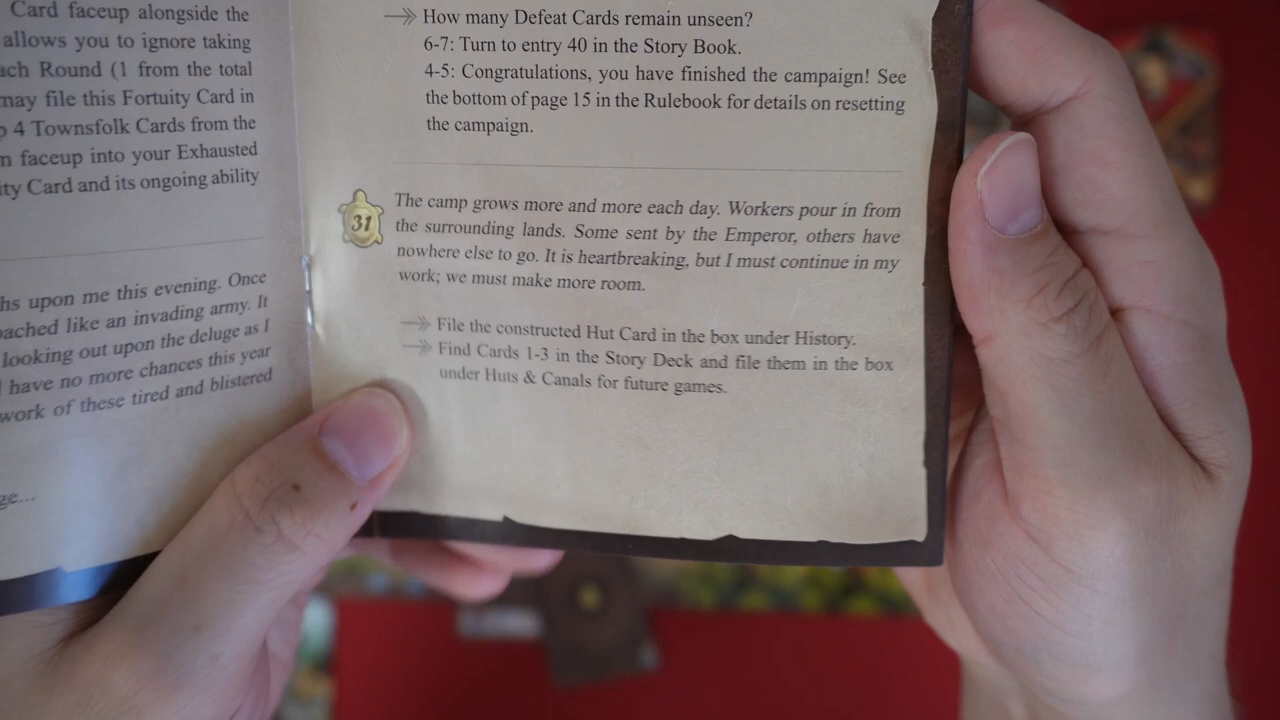 Card faceup alongside the
allows you to ignore taking
ach Round (1 from the total
may file this Fortuity Card in
4 Townsfolk Cards from the
n faceup into your Exhausted
ity Card and its ongoing ability
hs upon me this evening. Once
ached like an invading army. It
looking out upon the deluge as I
have no more chances this year
work of these tired and blistered
ge...
How many Defeat Cards remain unseen?
6-7: Turn to entry 40 in the Story Book.
4-5: Congratulations, you have finished the campaign! See
the bottom of page 15 in the Rulebook for details on resetting
the campaign.
31
The camp grows more and more each day. Workers pour in from
the surrounding lands. Some sent by the Emperor, others have
nowhere else to go. It is heartbreaking, but I must continue in my
work; we must make more room.
File the constructed Hut Card in the box under History.
Find Cards 1-3 in the Story Deck and file them in the box
under Huts & Canals for future games.